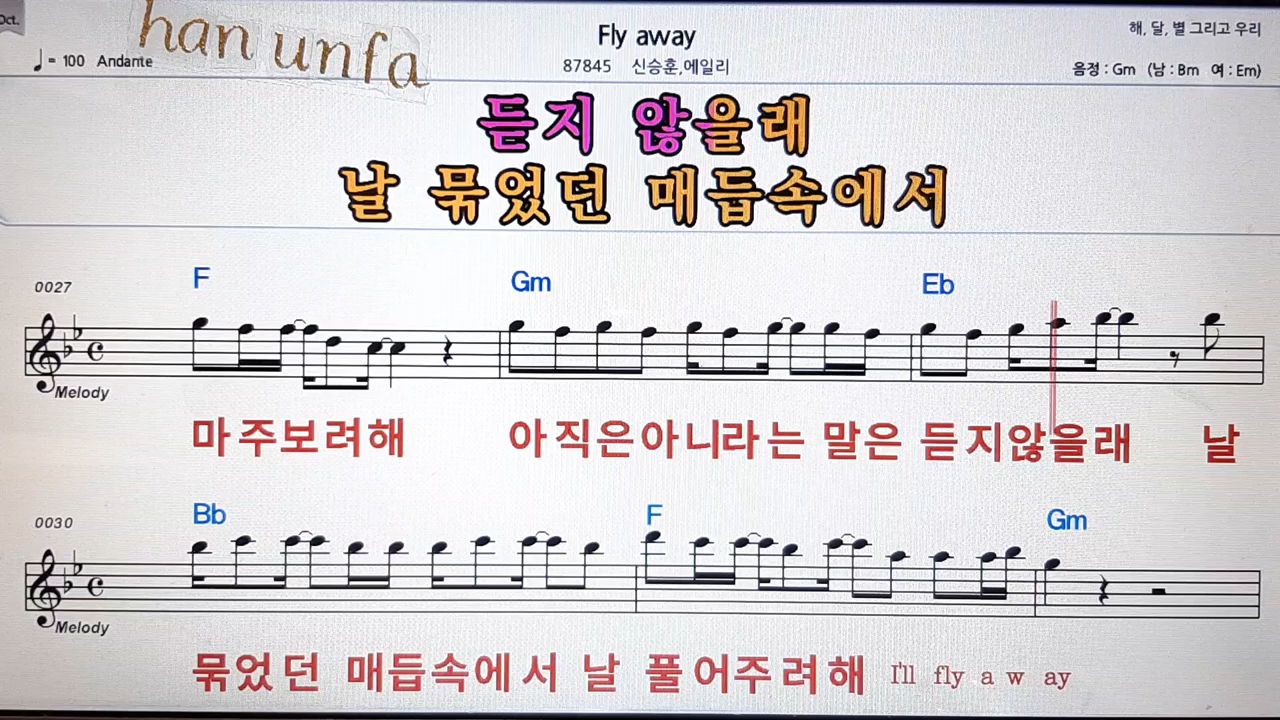 Oct.
han unfa
Fly away
해, 달, 별 그리고 우리
♩= 100 Andante
87845 신승훈,에일리
음정 : Gm (남 : Bm 여 : Em)
듣지 않을래
날 묶었던 매듭속에서
0027
F Gm Eb
Melody
마주보려해 아직은아니라는 말은 듣지않을래 날
0030
Bb F Gm
Melody
묶었던 매듭속에서 날 풀어주려해 I'll fly a w ay